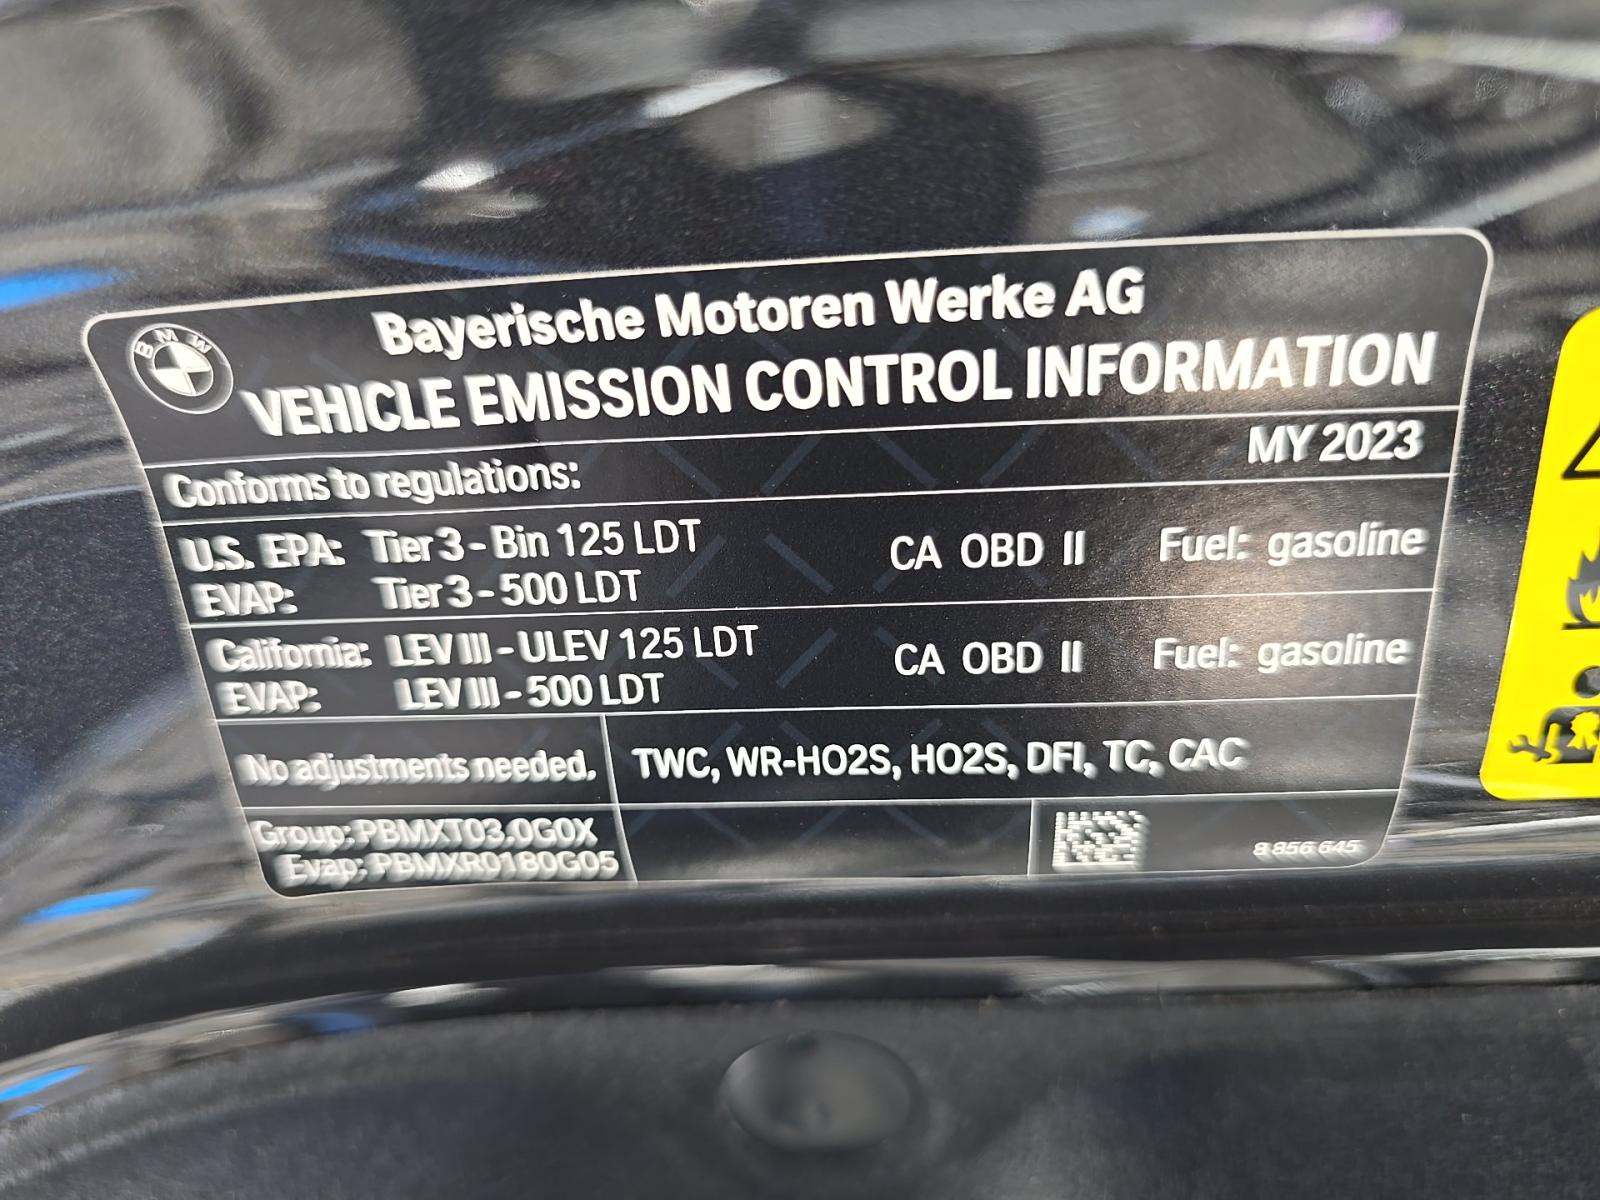 BMW
Bayerische Motoren Werke AG
VEHICLE EMISSION CONTROL INFORMATION
MY 2023
Conforms to regulations:
U.S. EPA: Tier 3 - Bin 125 LDT CA OBD II Fuel: gasoline
EVAP: Tier 3 - 500 LDT
California: LEV III - ULEV 125 LDT CA OBD II Fuel: gasoline
EVAP: LEV III - 500 LDT
No adjustments needed. TWC, WR-HO2S, HO2S, DFI, TC, CAC
Group: PBMXT03.0G0X
Evap: PBMXR0180G05
8 856 645